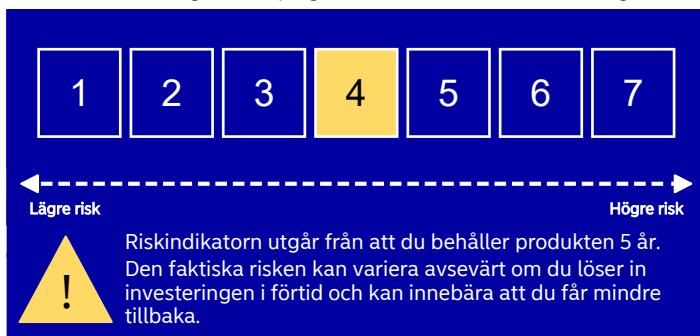 1 2 3 4 5 6 7
Lägre risk Högre risk
Riskindikatorn utgår från att du behåller produkten 5 år.
Den faktiska risken kan variera avsevärt om du löser in
investeringen i förtid och kan innebära att du får mindre
tillbaka.
!